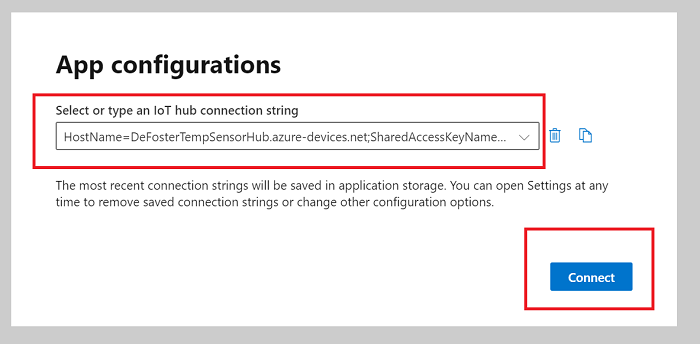 App configurations
Select or type an IoT hub connection string
HostName=DeFosterTempSensorHub.azure-devices.net;SharedAccessKeyName...
The most recent connection strings will be saved in application storage. You can open Settings at any
time to remove saved connection strings or change other configuration options.
Connect